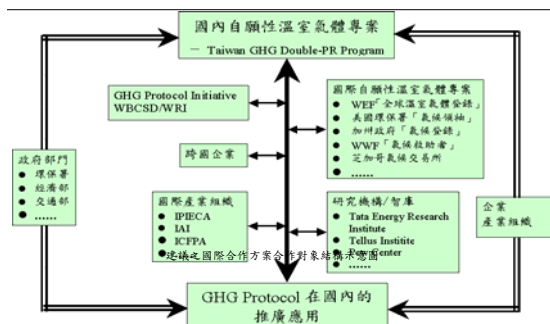 國內自願性溫室氣體專案
－ Taiwan GHG Double-PR Program
GHG Protocol Initiative
WBCSD/WRI
跨國企業
國際產業組織
● IPIECA
● IAI
● ICFPA
國際自願性溫室氣體專案
● WEF「全球溫室氣體登錄」
● 美國環保署「氣候領袖」
● 加州政府「氣候登錄」
● WWF「氣候救助者」
● 芝加哥氣候交易所
● ......
研究機構/智庫
● Tata Energy Research
Institute
● Tellus Institite
● Pew Center
● ......
政府部門
● 環保署
● 經濟部
● 交通部
● ......
企業
產業組織
建議之國際合作方案合作對象結構示意圖
GHG Protocol 在國內的
推廣應用